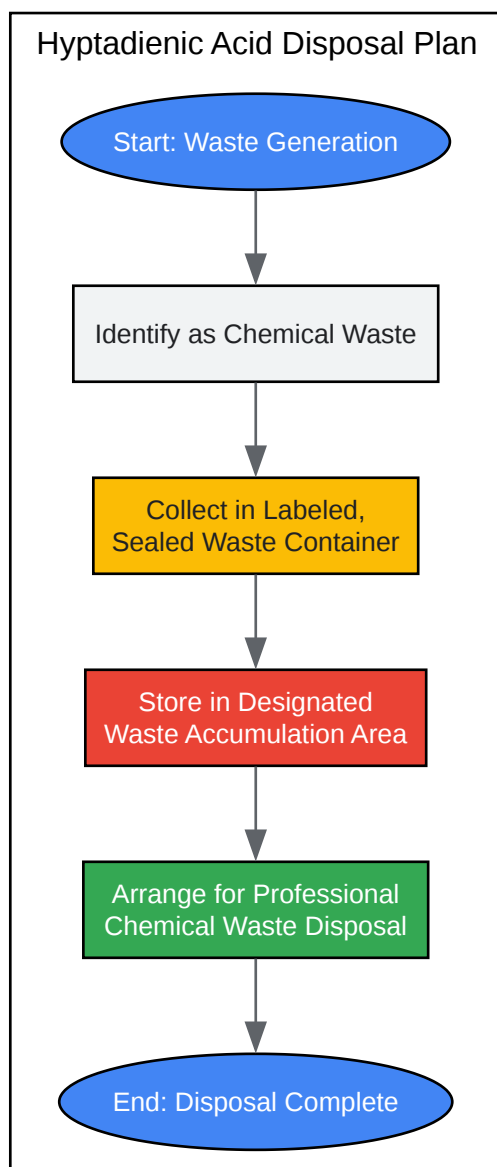 Hyptadienic Acid Disposal Plan
Start: Waste Generation
Identify as Chemical Waste
Collect in Labeled,
Sealed Waste Container
Store in Designated
Waste Accumulation Area
Arrange for Professional
Chemical Waste Disposal
End: Disposal Complete